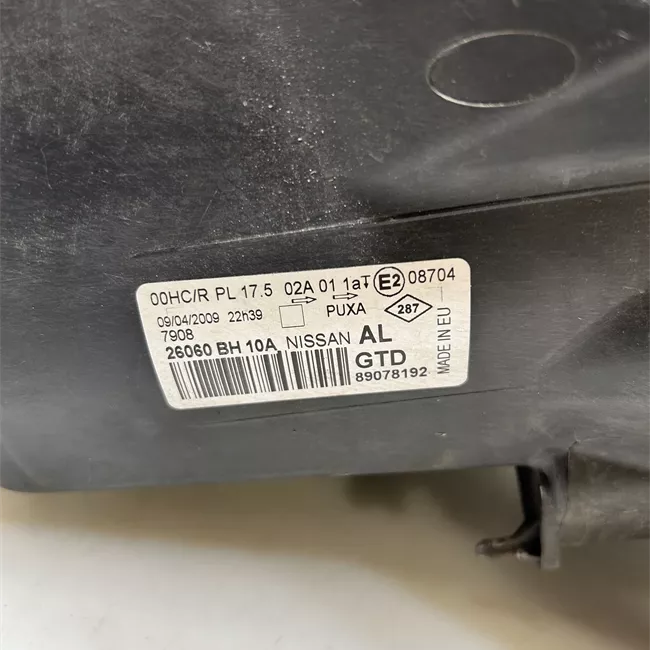 00HC/R PL 17.5 02A 01 1a E2 08704
09/04/2009 22h39 PUXA 287
7908
26060 BH 10A NISSAN AL
GTD
89078192
MADE IN EU